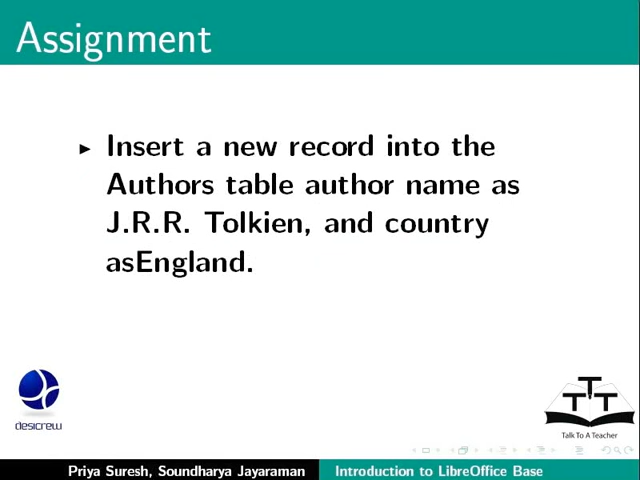 Assignment
Insert a new record into the
Authors table author name as
J.R.R. Tolkien, and country
asEngland.
desicrew
TTT
Talk To A Teacher
Priya Suresh, Soundharya Jayaraman Introduction to LibreOffice Base